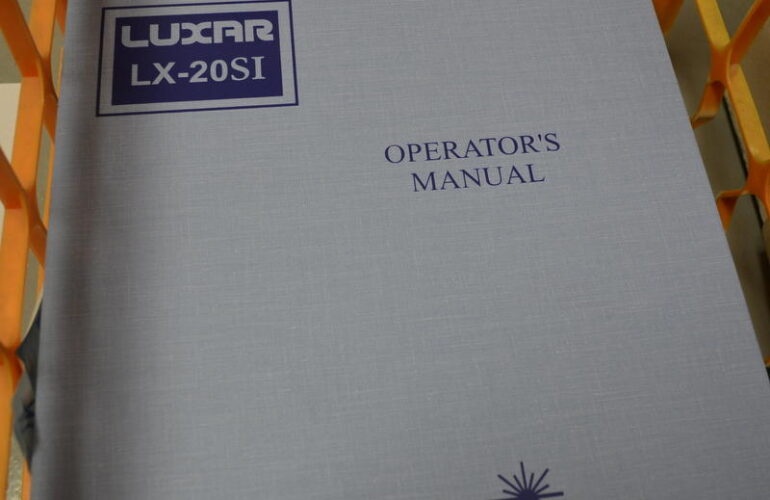 LUXAR
LX-20SI
OPERATOR'S
MANUAL